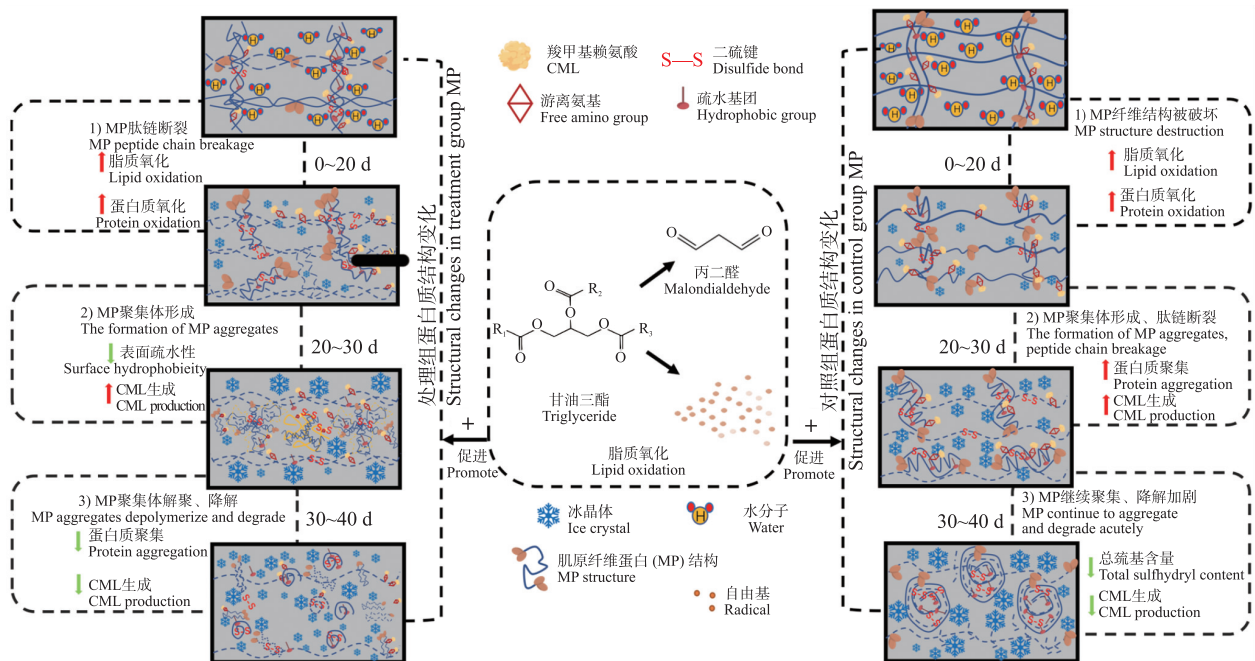 1) MP肽链断裂
MP peptide chain breakage
脂质氧化
Lipid oxidation
蛋白质氧化
Protein oxidation
0~20 d
2) MP聚集体形成
The formation of MP aggregates
表面疏水性
Surface hydrophobieity
CML生成
CML production
20~30 d
3) MP聚集体解聚、降解
MP aggregates depolymerize and degrade
蛋白质聚集
Protein aggregation
CML生成
CML production
30~40 d
处理组蛋白质结构变化
Structural changes in treatment group MP
羧甲基赖氨酸
CML
S—S
二硫键
Disulfide bond
游离氨基
Free amino group
疏水基团
Hydrophobic group
O
O
丙二醛
Malondialdehyde
O
R2
O
R1
O
O
R3
O
O
甘油三酯
Triglyceride
脂质氧化
Lipid oxidation
+
促进
Promote
+
促进
Promote
冰晶体
Ice crystal
H
水分子
Water
肌原纤维蛋白 (MP) 结构
MP structure
自由基
Radical
对照组蛋白质结构变化
Structural changes in control group MP
1) MP纤维结构被破坏
MP structure destruction
脂质氧化
Lipid oxidation
蛋白质氧化
Protein oxidation
0~20 d
2) MP聚集体形成、肽链断裂
The formation of MP aggregates,
peptide chain breakage
蛋白质聚集
Protein aggregation
CML生成
CML production
20~30 d
3) MP继续聚集、降解加剧
MP continue to aggregate
and degrade acutely
总巯基含量
Total sulfhydryl content
CML生成
CML production
30~40 d